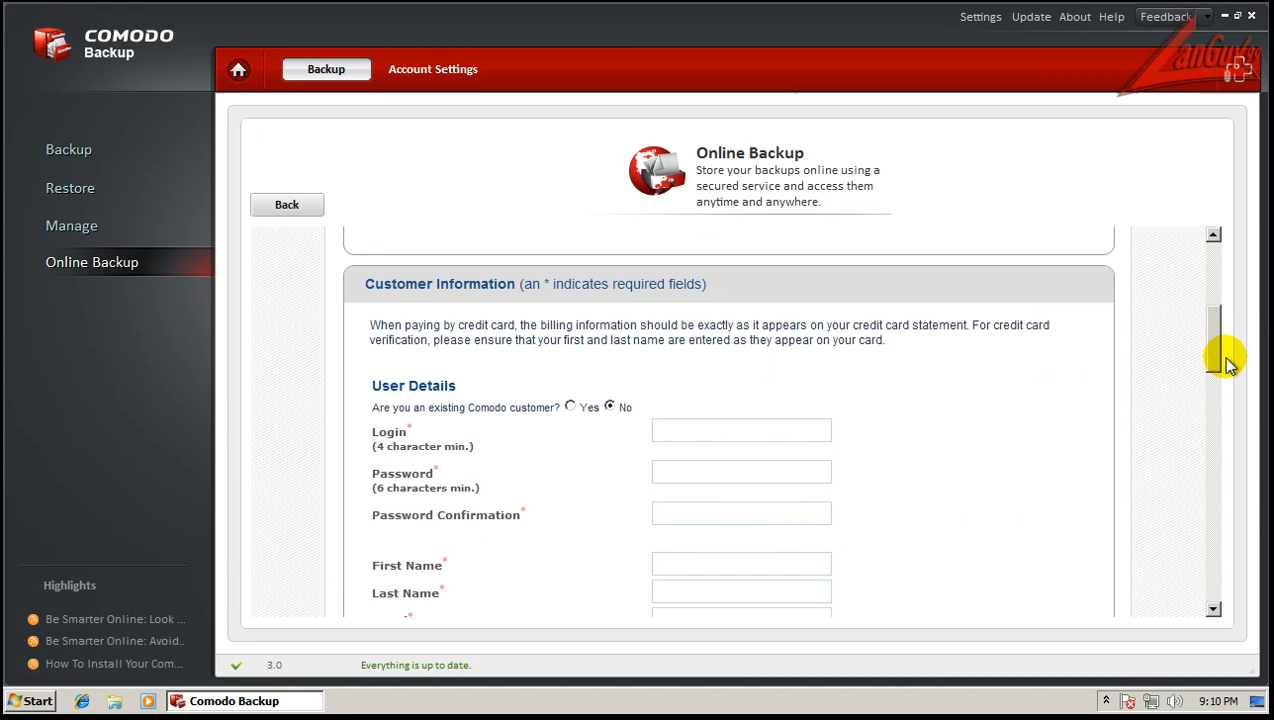 COMODO
Backup
Settings Update About Help Feedback
Backup Account Settings
Backup
Restore
Manage
Online Backup
Online Backup
Store your backups online using a
secured service and access them
anytime and anywhere.
Back
Customer Information (an * indicates required fields)
When paying by credit card, the billing information should be exactly as it appears on your credit card statement. For credit card
verification, please ensure that your first and last name are entered as they appear on your card.
User Details
Are you an existing Comodo customer? Yes No
Login*
(4 character min.)
Password*
(6 characters min.)
Password Confirmation*
First Name*
Last Name*
Highlights
Be Smarter Online: Look ...
Be Smarter Online: Avoid..
How To Install Your Com...
3.0 Everything is up to date.
Start Comodo Backup 9:10 PM